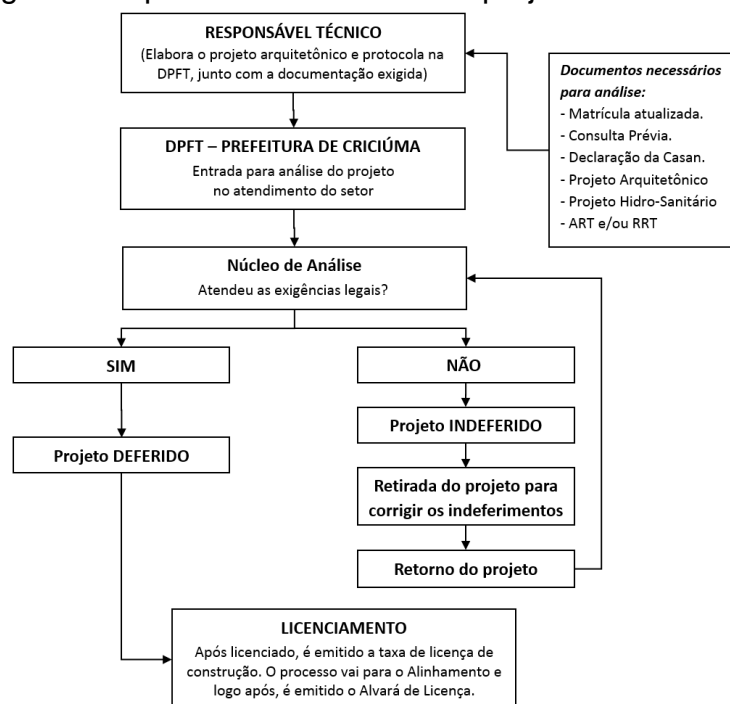 RESPONSÁVEL TÉCNICO
(Elabora o projeto arquitetônico e protocola na
DPFT, junto com a documentação exigida)
Documentos necessários
para análise:
- Matrícula atualizada.
- Consulta Prévia.
- Declaração da Casan.
- Projeto Arquitetônico
- Projeto Hidro-Sanitário
- ART e/ou RRT
DPFT – PREFEITURA DE CRICIÚMA
Entrada para análise do projeto
no atendimento do setor
Núcleo de Análise
Atendeu as exigências legais?
SIM
NÃO
Projeto DEFERIDO
Projeto INDEFERIDO
Retirada do projeto para
corrigir os indeferimentos
Retorno do projeto
LICENCIAMENTO
Após licenciado, é emitido a taxa de licença de
construção. O processo vai para o Alinhamento e
logo após, é emitido o Alvará de Licença.